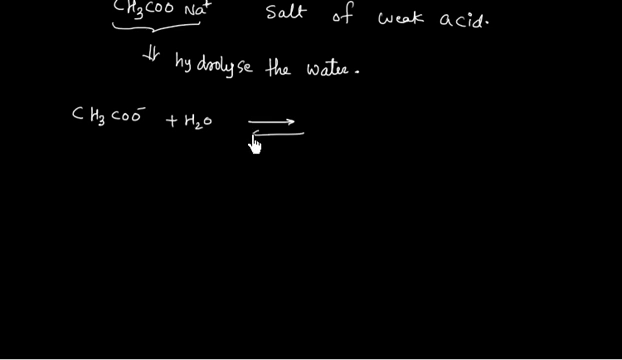 CH₃COO Na⁺ Salt of weak acid.
⇓ hydrolyse the water.
CH₃COO⁻ + H₂O ⇌